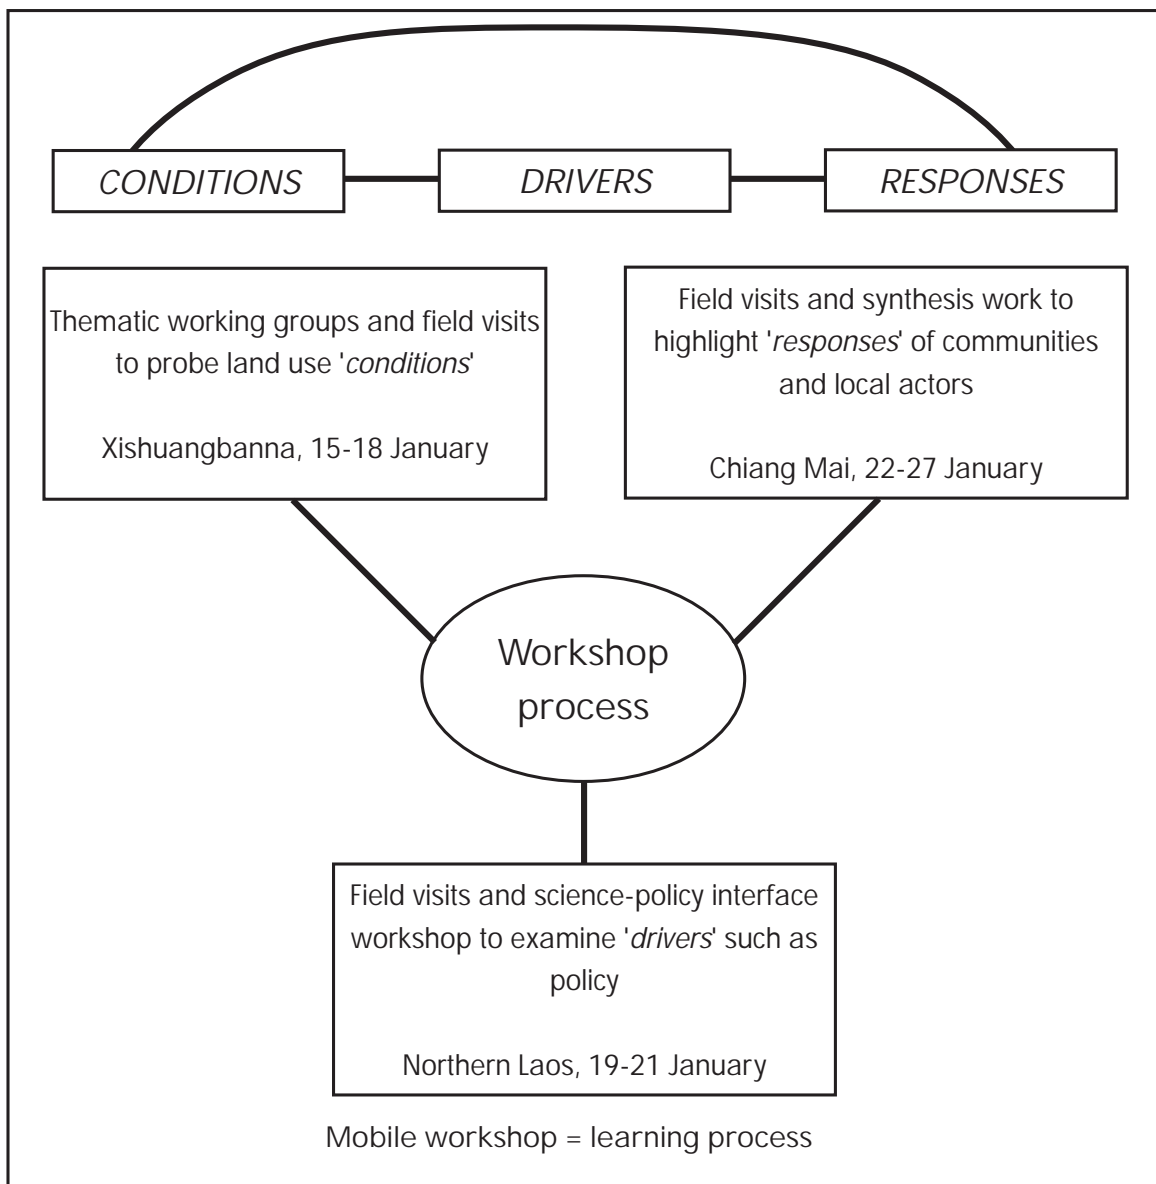 CONDITIONS
DRIVERS
RESPONSES
Thematic working groups and field visits
to probe land use 'conditions'
Xishuangbanna, 15-18 January
Field visits and synthesis work to
highlight 'responses' of communities
and local actors
Chiang Mai, 22-27 January
Workshop
process
Field visits and science-policy interface
workshop to examine 'drivers' such as
policy
Northern Laos, 19-21 January
Mobile workshop = learning process